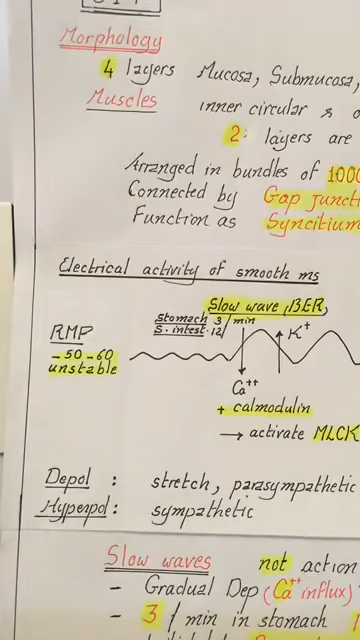 Morphology
4 layers Mucosa, Submucosa,
Muscles inner circular &
2 layers are
Arranged in bundles of 1000
Connected by Gap Juncti
Function as Syncitium
Electrical activity of smooth ms
Slow wave, BER,
Stomach 3 / min
S. intest. 12/
RMP
-50 -60
unstable
K+
Ca++
+ calmodulin
→ activate MLCK
Depol : stretch, parasympathetic
Hyperpol: sympathetic
Slow waves not action
- Gradual Dep (Ca++ influx)
- 3 / min in stomach